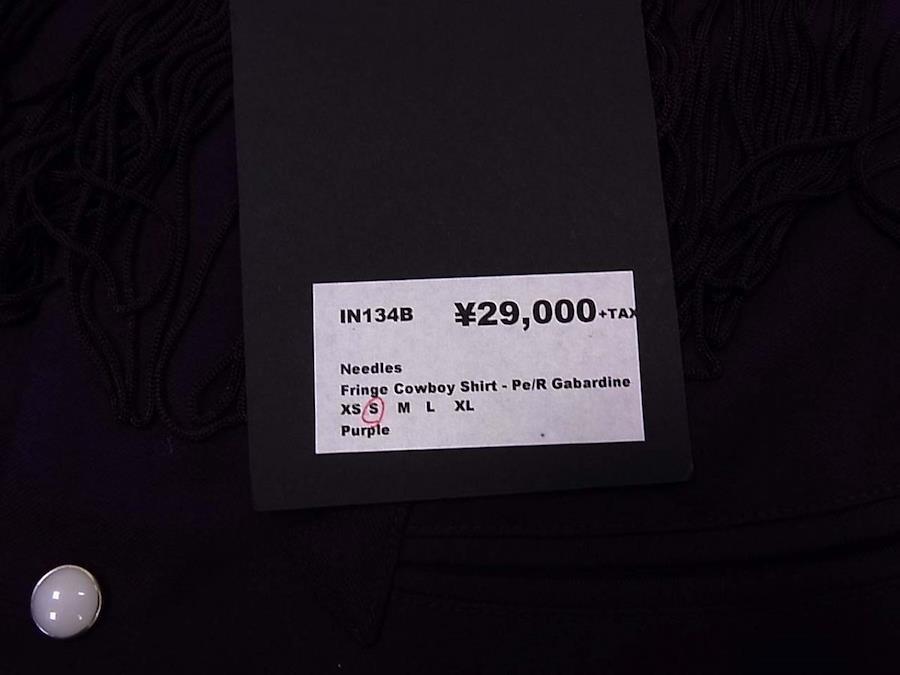 IN134B ¥29,000+TAX
Needles
Fringe Cowboy Shirt - Pe/R Gabardine
XS S M L XL
Purple